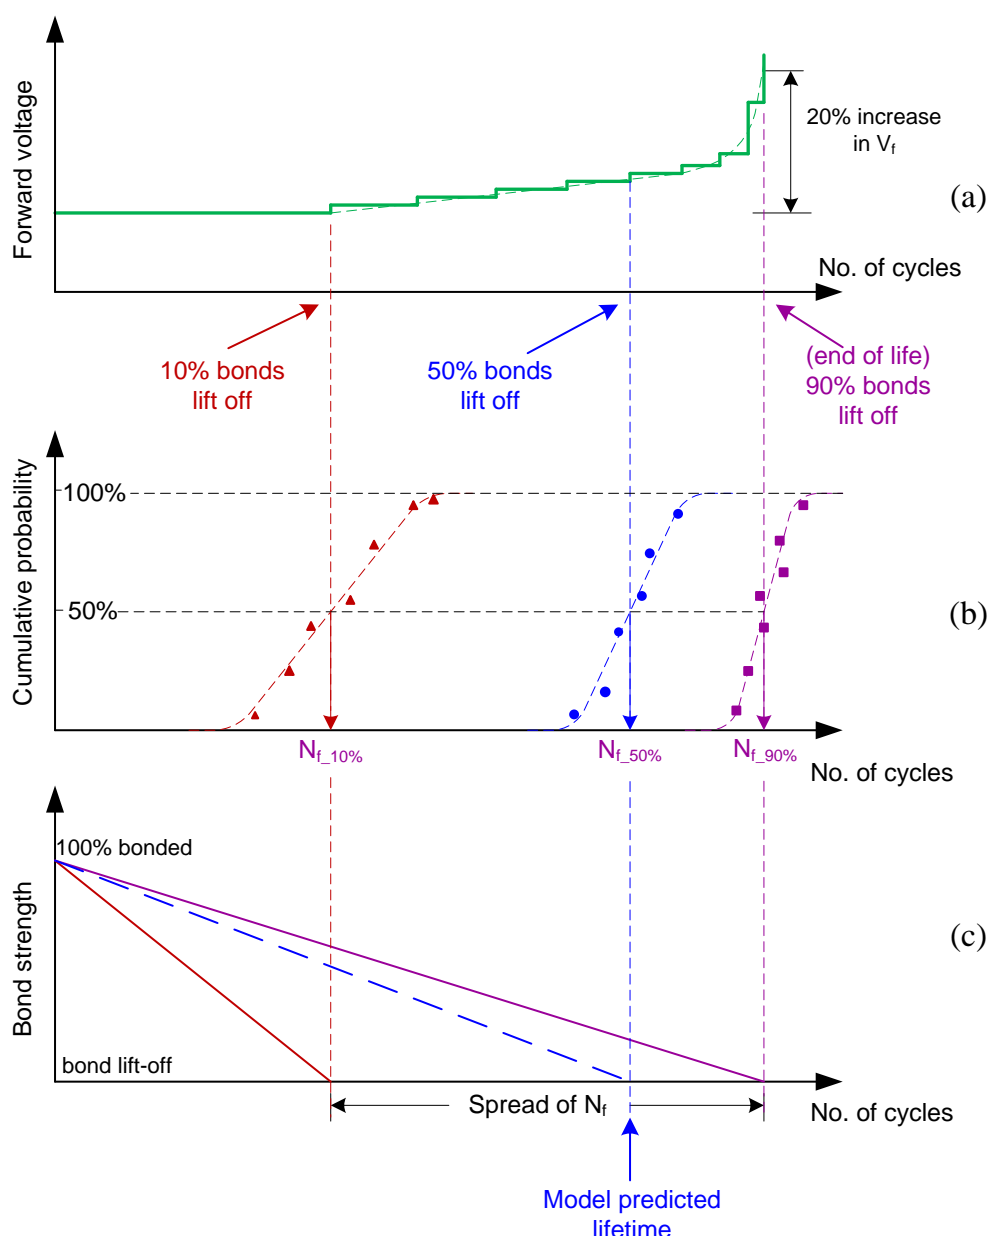 Forward voltage
20% increase
in Vf
(a)
No. of cycles
10% bonds
lift off
50% bonds
lift off
(end of life)
90% bonds
lift off
Cumulative probability
100%
50%
(b)
Nf_10%
Nf_50%
Nf_90%
No. of cycles
100% bonded
Bond strength
(c)
bond lift-off
Spread of Nf
No. of cycles
Model predicted
lifetime